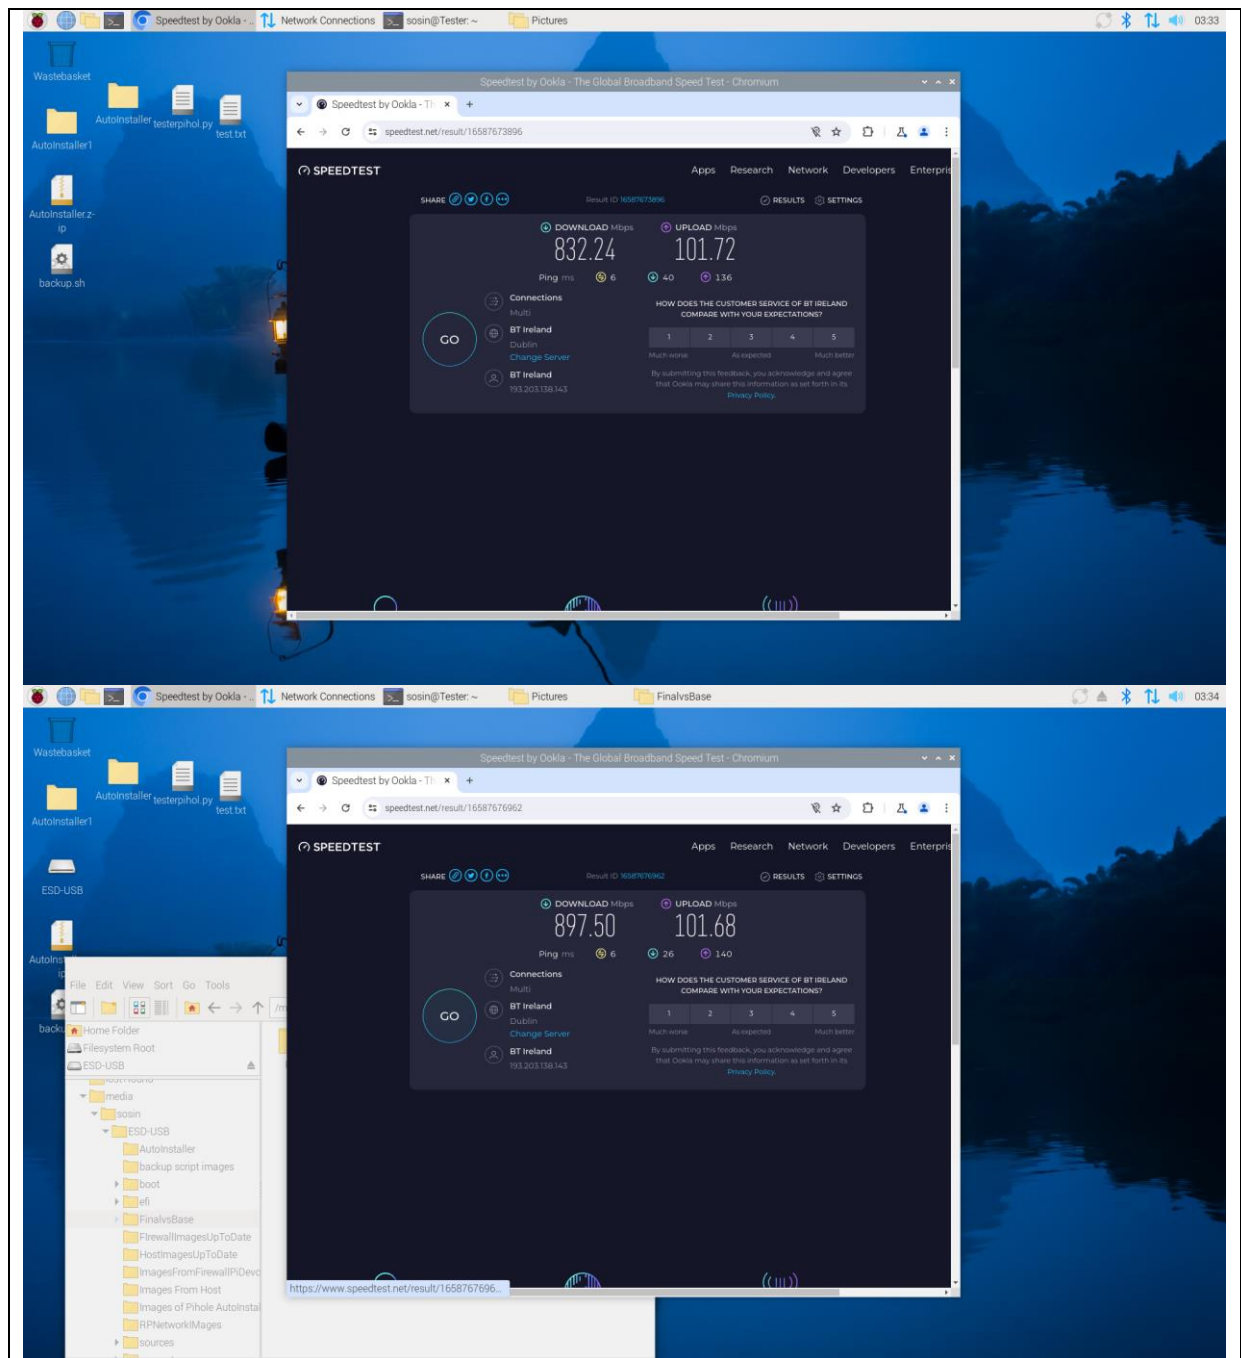 Speedtest by Ookla - ... Network Connections sosin@Tester: ~ Pictures 03:33
Wastebasket
AutoInstaller testerpihol.py test.txt
AutoInstaller1
AutoInstaller.z-
ip
backup.sh
Speedtest by Ookla - The Global Broadband Speed Test - Chromium
Speedtest by Ookla - Th
speedtest.net/result/16587673896
SPEEDTEST Apps Research Network Developers Enterpris
SHARE Result ID 16587673896 RESULTS SETTINGS
DOWNLOAD Mbps UPLOAD Mbps
832.24 101.72
Ping ms 6 40 136
Connections
Multi
HOW DOES THE CUSTOMER SERVICE OF BT IRELAND
COMPARE WITH YOUR EXPECTATIONS?
GO
BT Ireland
Dublin
Change Server
1 2 3 4 5
Much worse As expected Much better
BT Ireland
193.203.138.143
By submitting this feedback, you acknowledge and agree
that Ookla may share this information as set forth in its
Privacy Policy.
Speedtest by Ookla - ... Network Connections sosin@Tester: ~ Pictures FinalvsBase 03:34
Wastebasket
AutoInstaller testerpihol.py test.txt
AutoInstaller1
ESD-USB
AutoIns
ip
backu
Speedtest by Ookla - The Global Broadband Speed Test - Chromium
Speedtest by Ookla - Th
speedtest.net/result/16587676962
SPEEDTEST Apps Research Network Developers Enterpris
SHARE Result ID 16587676962 RESULTS SETTINGS
DOWNLOAD Mbps UPLOAD Mbps
897.50 101.68
Ping ms 6 26 140
Connections
Multi
HOW DOES THE CUSTOMER SERVICE OF BT IRELAND
COMPARE WITH YOUR EXPECTATIONS?
GO
BT Ireland
Dublin
Change Server
1 2 3 4 5
Much worse As expected Much better
BT Ireland
193.203.138.143
By submitting this feedback, you acknowledge and agree
that Ookla may share this information as set forth in its
Privacy Policy.
File Edit View Sort Go Tools
/m
Home Folder
Filesystem Root
ESD-USB
media
sosin
ESD-USB
AutoInstaller
backup script images
boot
efi
FinalvsBase
FirewallImagesUpToDate
HostImagesUpToDate
ImagesFromFirewallPiDevc
Images From Host
Images of Pihole AutoInstal
RPNetworkIMages
sources
https://www.speedtest.net/result/1658767696...